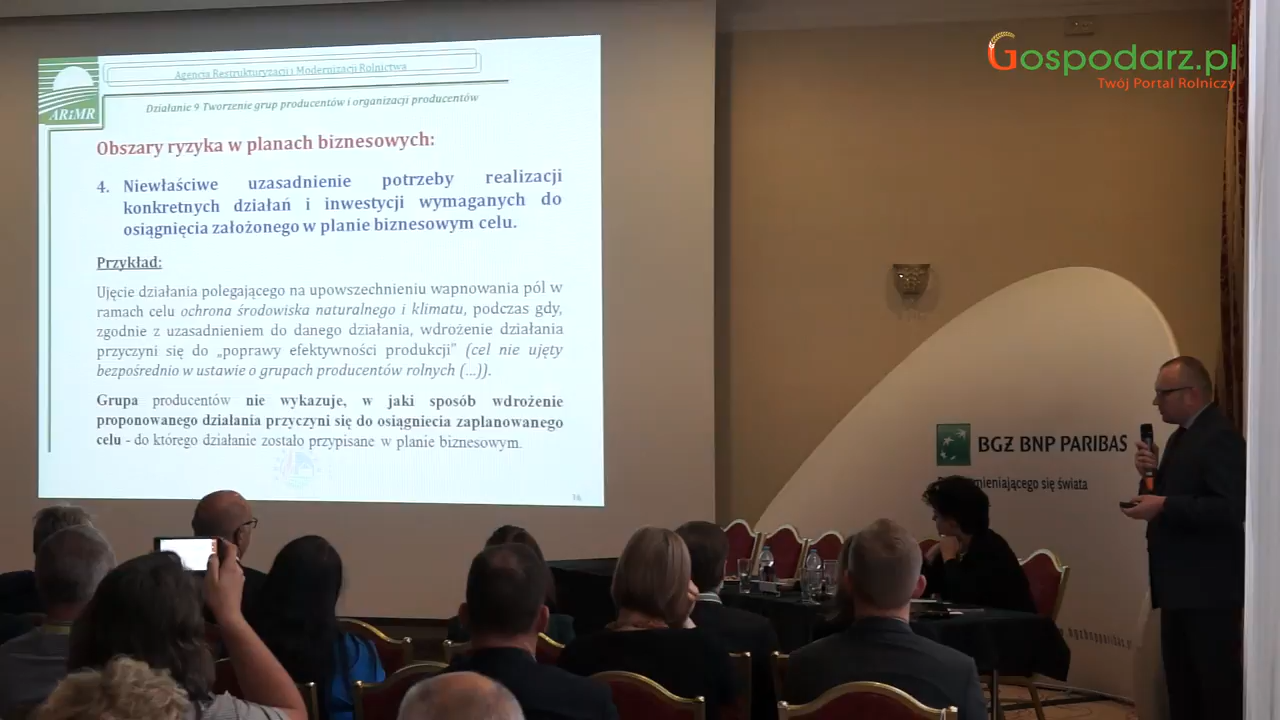 Gospodarz.pl
Twój Portal Rolniczy
Agencja Restrukturyzacji i Modernizacji Rolnictwa
ARiMR
Działanie 9 Tworzenie grup producentów i organizacji producentów
Obszary ryzyka w planach biznesowych:
4. Niewłaściwe uzasadnienie potrzeby realizacji
konkretnych działań i inwestycji wymaganych do
osiągnięcia założonego w planie biznesowym celu.
Przykład:
Ujęcie działania polegającego na upowszechnieniu wapnowania pól w
ramach celu ochrona środowiska naturalnego i klimatu, podczas gdy,
zgodnie z uzasadnieniem do danego działania, wdrożenie działania
przyczyni się do „poprawy efektywności produkcji” (cel nie ujęty
bezpośrednio w ustawie o grupach producentów rolnych (...)).
Grupa producentów nie wykazuje, w jaki sposób wdrożenie
proponowanego działania przyczyni się do osiągniecia zaplanowanego
celu - do którego działanie zostało przypisane w planie biznesowym.
16
BGŻ BNP PARIBAS
mieniającego się świata